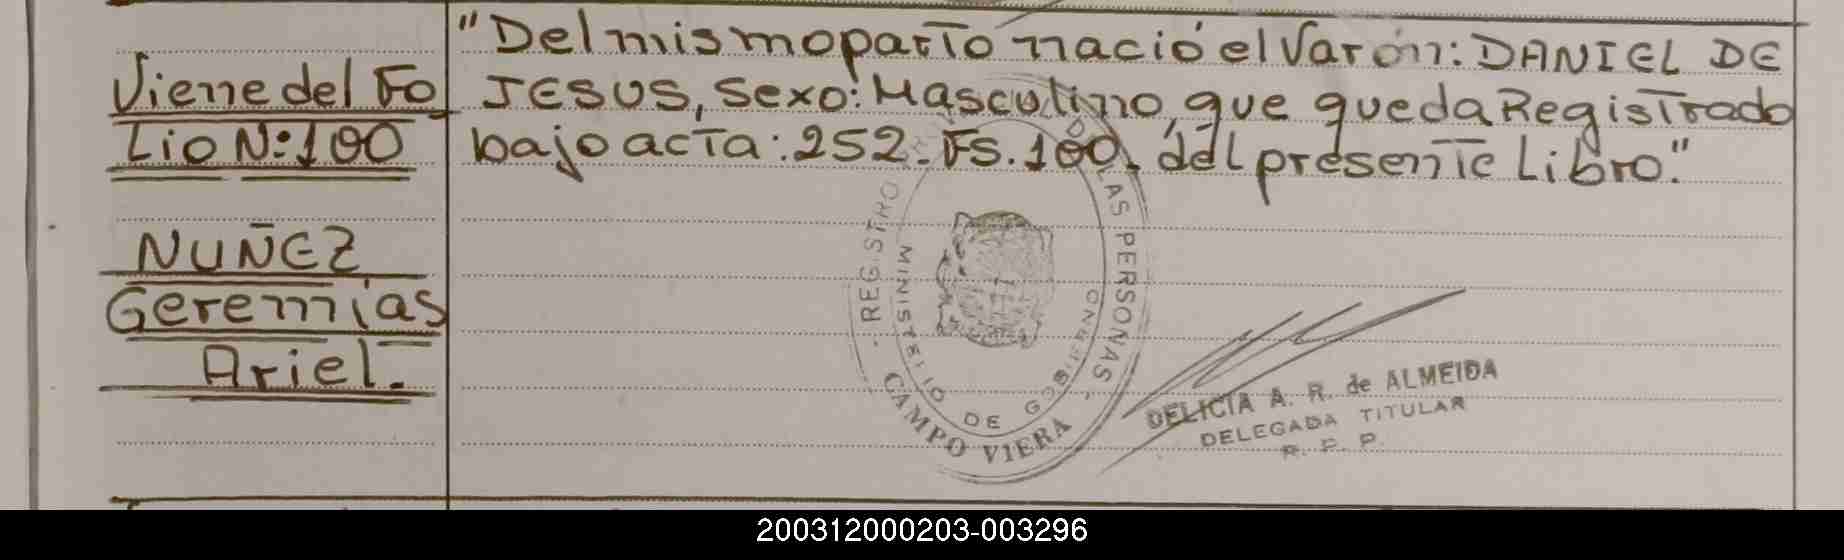 Viene del Fo
lio Nº:100
NUÑEZ
Geremias
Ariel.
"Del mismo parto nació el Varón: DANIEL DE
JESUS, Sexo: Masculino, que queda Registrado
bajo acta: 252. Fs. 100. del presente Libro."
REGISTRO DE LAS PERSONAS
MINISTERIO DE GOBIERNO
CAMPO VIERA
DELICIA A. R. de ALMEIDA
DELEGADA TITULAR
R. P. P.
200312000203-003296